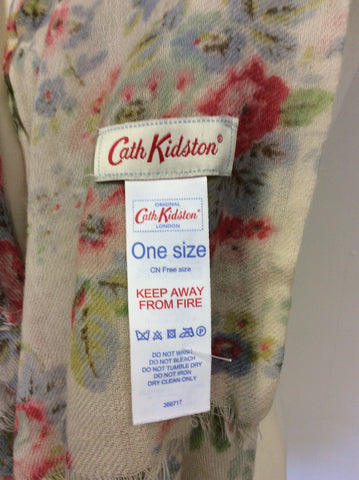 Cath Kidston®
ORIGINAL
Cath Kidston®
LONDON
One size
CN Free size
KEEP AWAY
FROM FIRE
DO NOT WASH
DO NOT BLEACH
DO NOT TUMBLE DRY
DO NOT IRON
DRY CLEAN ONLY
366717